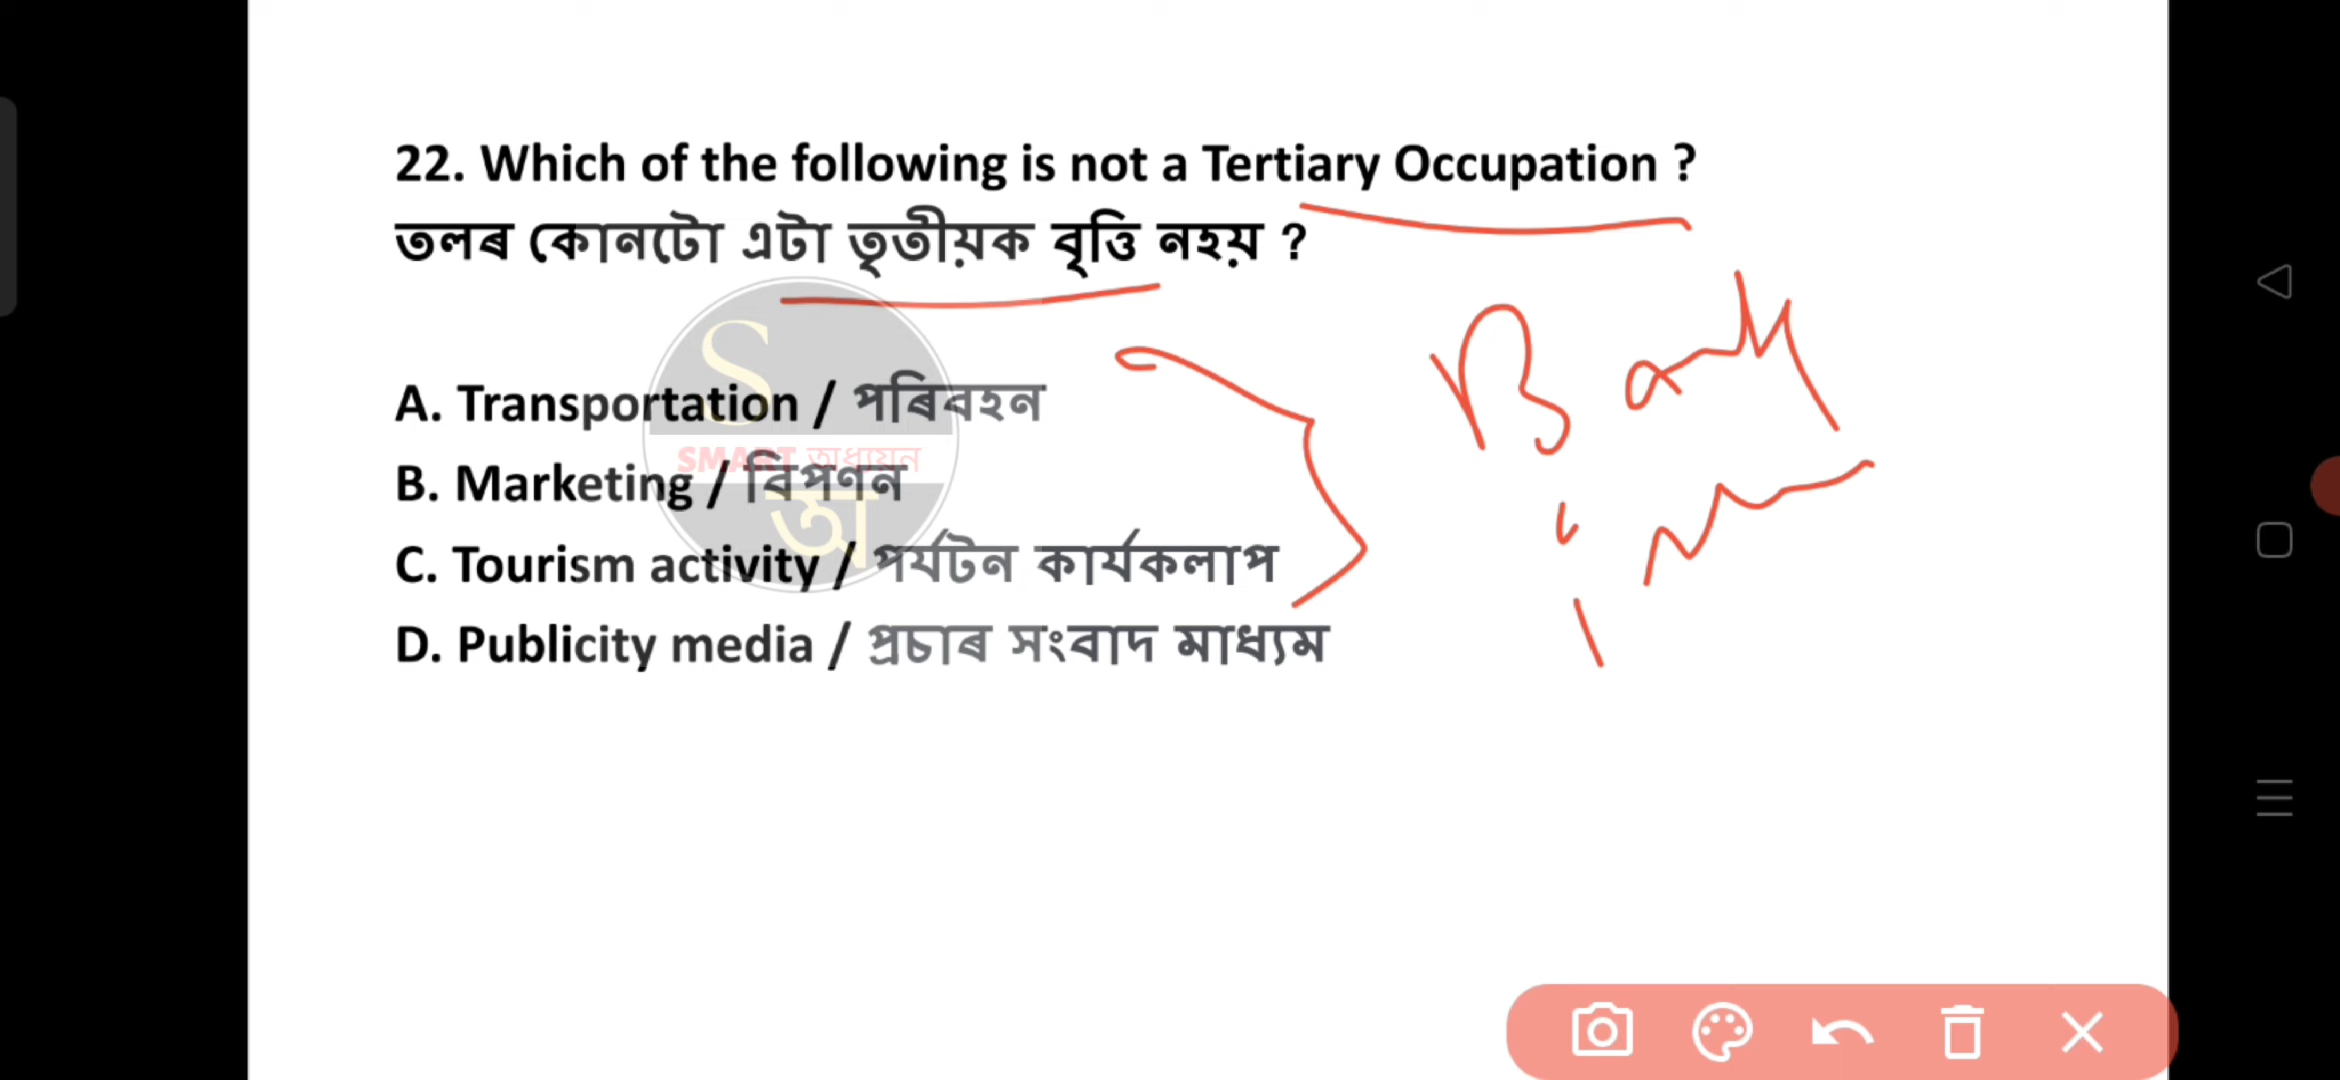 22. Which of the following is not a Tertiary Occupation ?
তলৰ কোনটো এটা তৃতীয়ক বৃত্তি নহয় ?
A. Transportation / পৰিবহন
B. Marketing / বিপণন
C. Tourism activity / পৰ্যটন কাৰ্যকলাপ
D. Publicity media / প্ৰচাৰ সংবাদ মাধ্যম
S
SMART অধ্যয়ন
অ